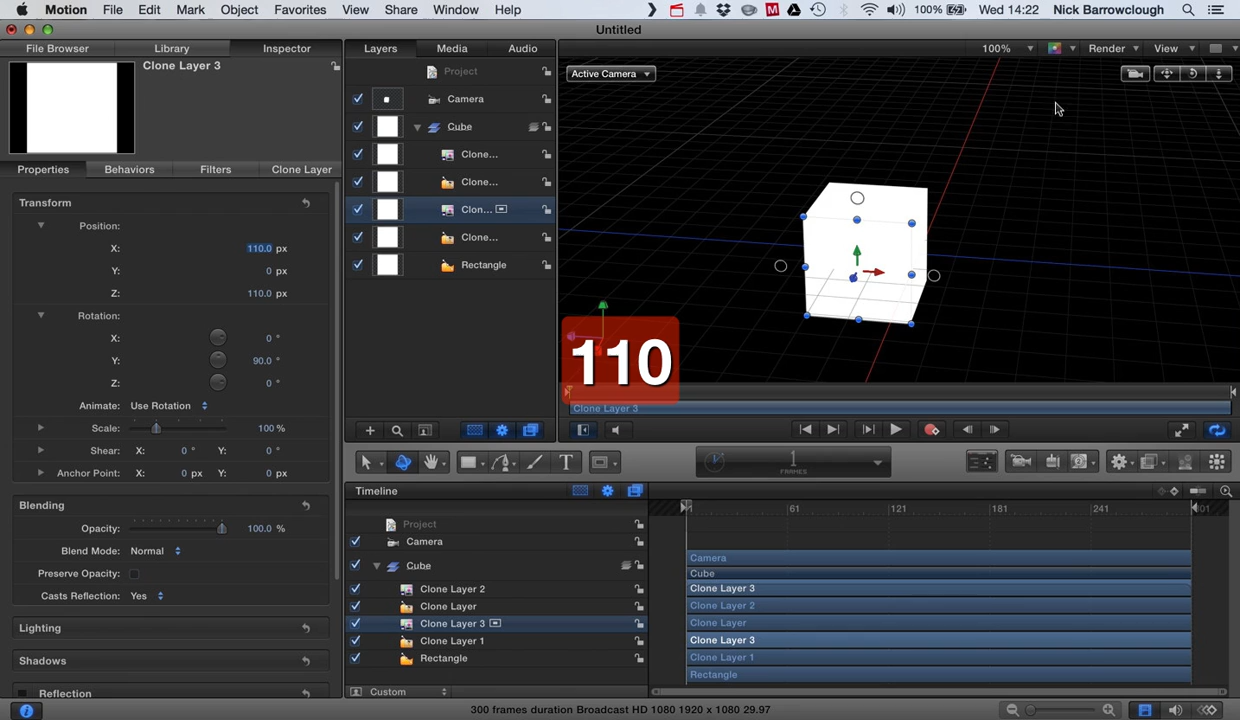 Motion File Edit Mark Object Favorites View Share Window Help 100% Wed 14:22 Nick Barrowclough
Untitled
File Browser Library Inspector Layers Media Audio 100% Render View
Clone Layer 3
Project
Active Camera
Camera
Cube
Clone...
Properties Behaviors Filters Clone Layer
Clone...
Transform
Clon...
Position:
Clone...
X: 110.0 px
Rectangle
Y: 0 px
Z: 110.0 px
Rotation:
X: 0 °
Y: 90.0 °
110
Z: 0 °
Animate: Use Rotation
Clone Layer 3
Scale: 100 %
Shear: X: 0 ° Y: 0 °
Anchor Point: X: 0 px Y: 0 px
T
1
FRAMES
Timeline
Blending
61 121 181 241 301
Opacity: 100.0 %
Project
Camera
Blend Mode: Normal
Camera
Cube
Cube
Preserve Opacity:
Clone Layer 2
Clone Layer 3
Casts Reflection: Yes
Clone Layer
Clone Layer 2
Clone Layer 3
Clone Layer
Lighting
Clone Layer 1
Clone Layer 3
Rectangle
Clone Layer 1
Shadows
Rectangle
Reflection
Custom
300 frames duration Broadcast HD 1080 1920 x 1080 29.97